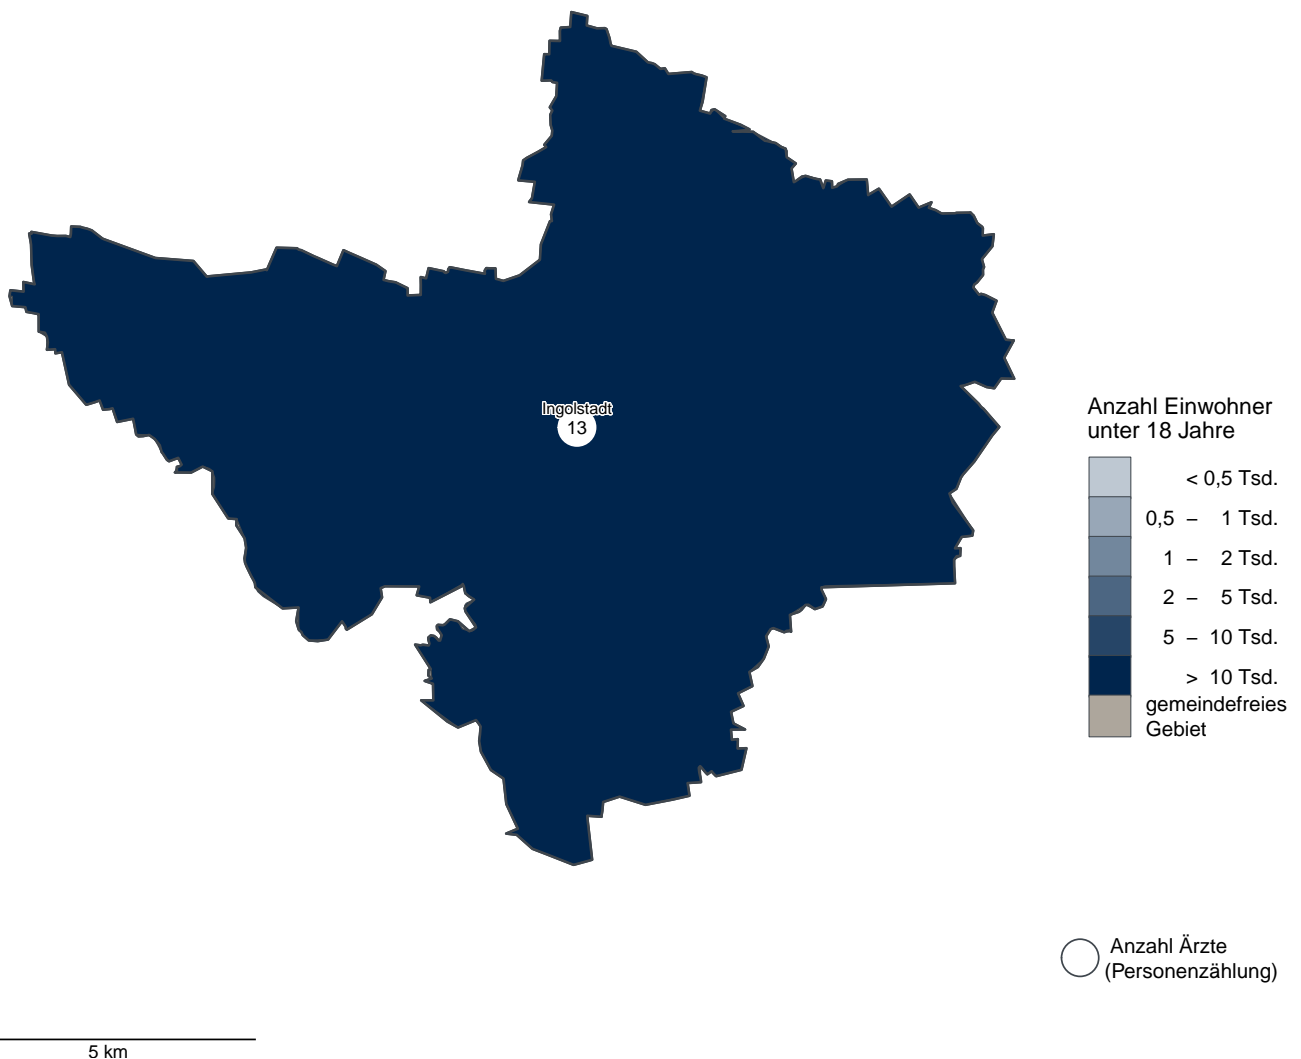 Ingolstadt
13
Anzahl Einwohner
unter 18 Jahre
< 0,5 Tsd.
0,5 – 1 Tsd.
1 – 2 Tsd.
2 – 5 Tsd.
5 – 10 Tsd.
> 10 Tsd.
gemeindefreies
Gebiet
Anzahl Ärzte
(Personenzählung)
5 km